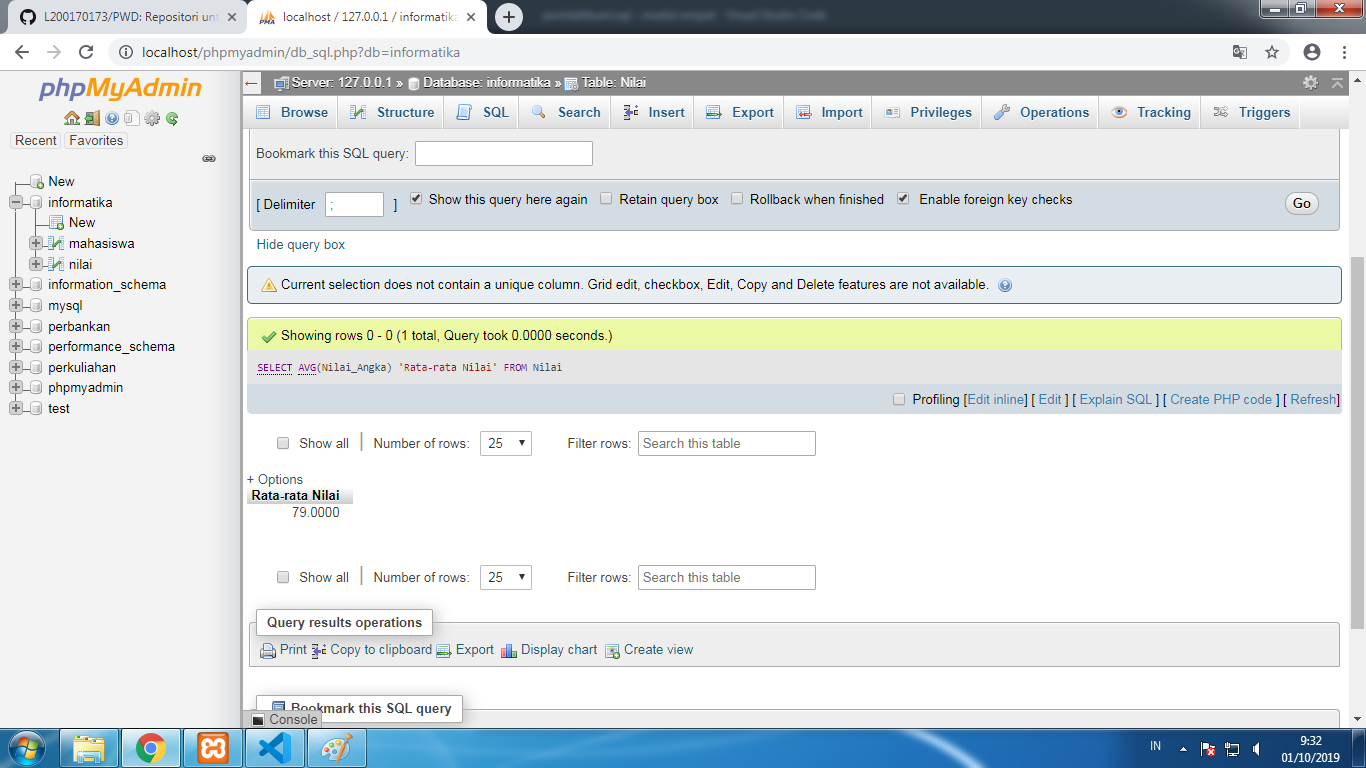 L200170173/PWD: Repositori unt
localhost / 127.0.0.1 / informatika
localhost/phpmyadmin/db_sql.php?db=informatika
phpMyAdmin
Recent Favorites
New
informatika
New
mahasiswa
nilai
information_schema
mysql
perbankan
performance_schema
perkuliahan
phpmyadmin
test
Server: 127.0.0.1 » Database: informatika » Table: Nilai
Browse Structure SQL Search Insert Export Import Privileges Operations Tracking Triggers
Bookmark this SQL query:
[ Delimiter ; ] Show this query here again Retain query box Rollback when finished Enable foreign key checks Go
Hide query box
Current selection does not contain a unique column. Grid edit, checkbox, Edit, Copy and Delete features are not available.
Showing rows 0 - 0 (1 total, Query took 0.0000 seconds.)
SELECT AVG(Nilai_Angka) 'Rata-rata Nilai' FROM Nilai
Profiling [Edit inline] [ Edit ] [ Explain SQL ] [ Create PHP code ] [ Refresh]
Show all Number of rows: 25 Filter rows: Search this table
+ Options
Rata-rata Nilai
79.0000
Show all Number of rows: 25 Filter rows: Search this table
Query results operations
Print Copy to clipboard Export Display chart Create view
Bookmark this SQL query
Console
IN
9:32
01/10/2019